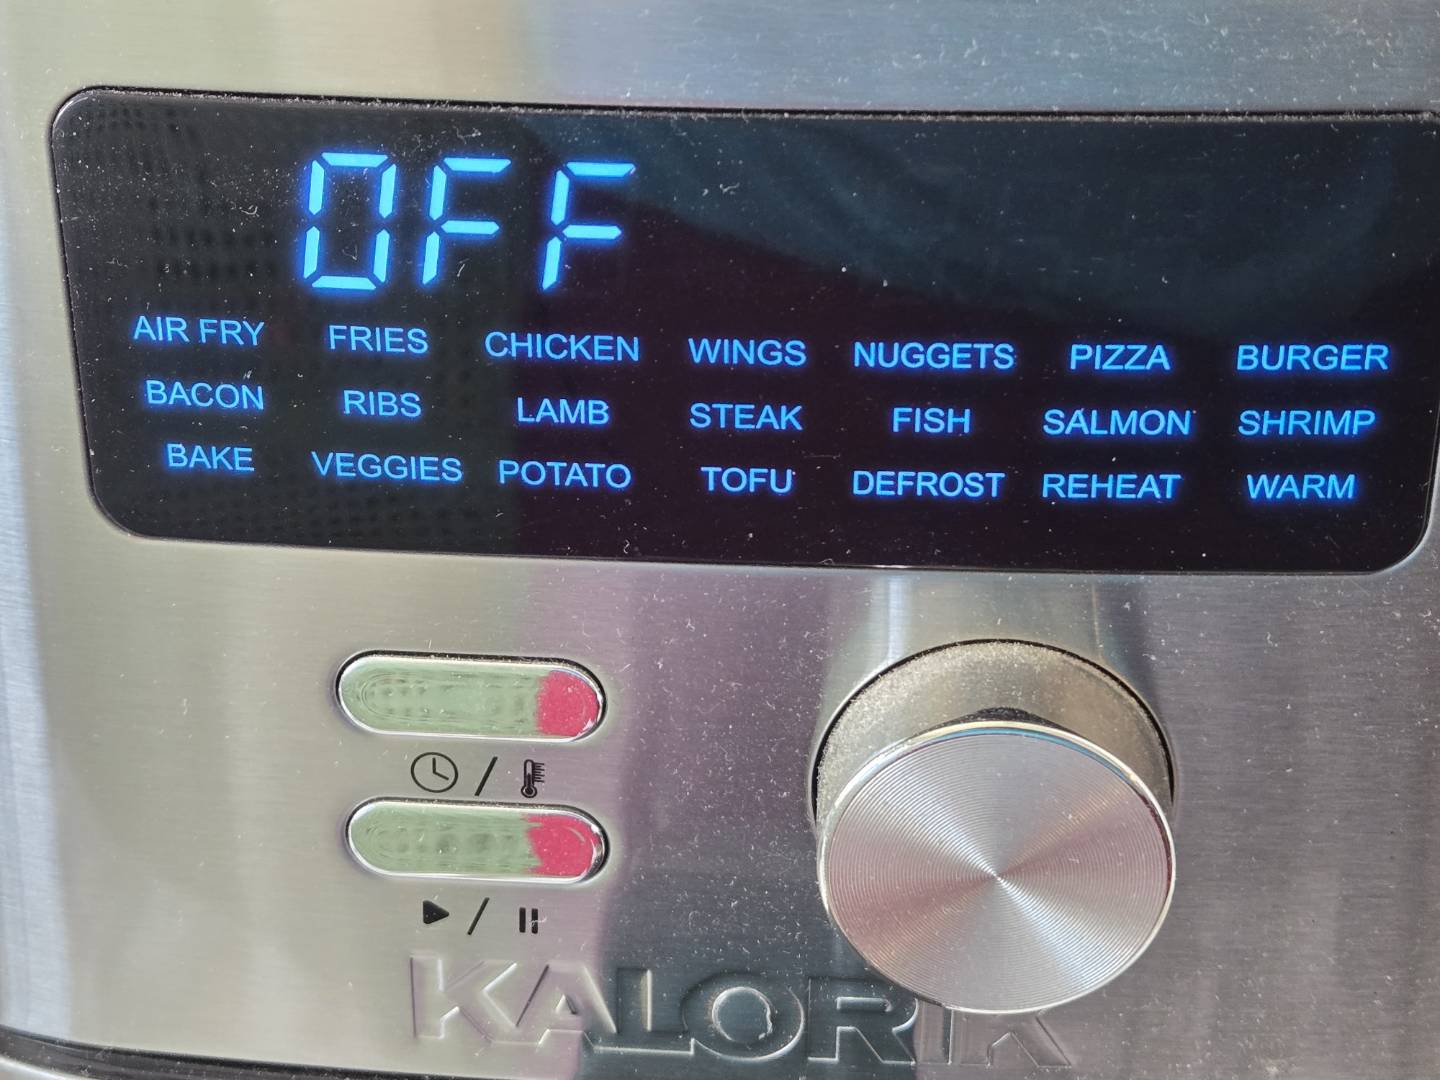 OFF
AIR FRY FRIES CHICKEN WINGS NUGGETS PIZZA BURGER
BACON RIBS LAMB STEAK FISH SALMON SHRIMP
BAKE VEGGIES POTATO TOFU DEFROST REHEAT WARM
/
/
KALORIK